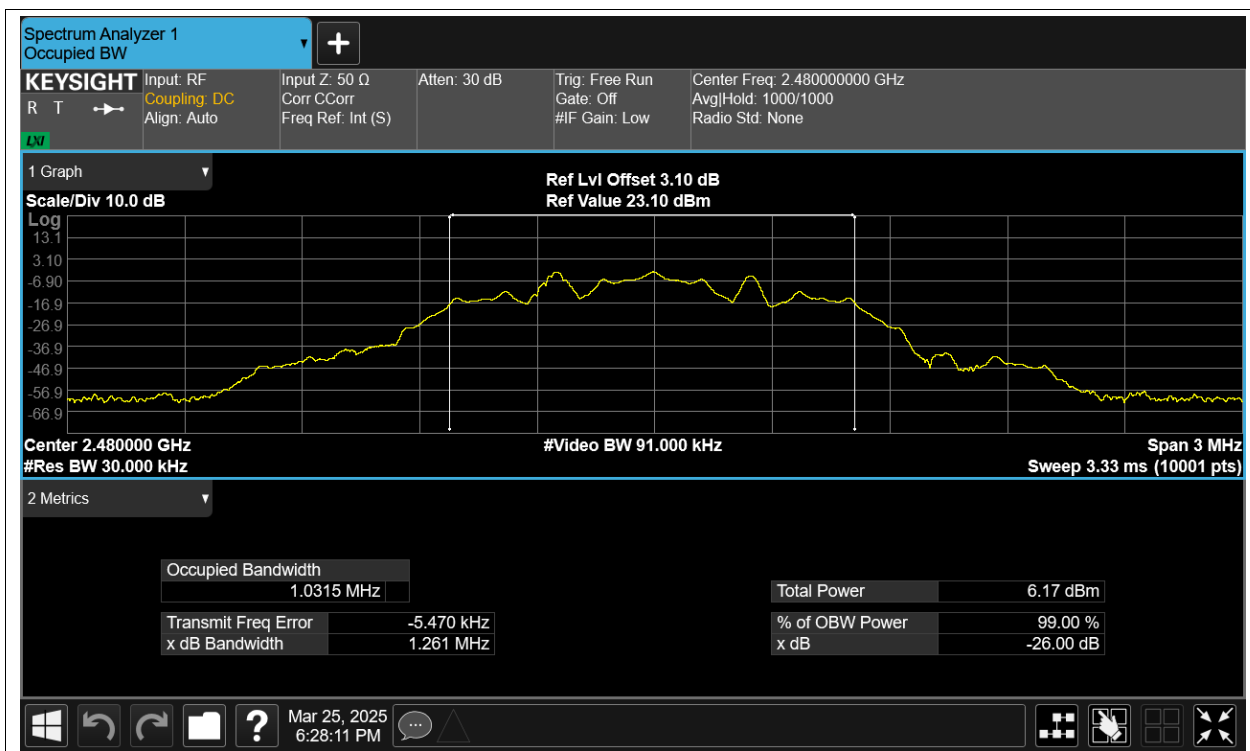 Spectrum Analyzer 1
Occupied BW
KEYSIGHT
R T
LXI
Input: RF
Coupling: DC
Align: Auto
Input Z: 50 Ω
Corr CCorr
Freq Ref: Int (S)
Atten: 30 dB
Trig: Free Run
Gate: Off
#IF Gain: Low
Center Freq: 2.480000000 GHz
Avg|Hold: 1000/1000
Radio Std: None
1 Graph
Scale/Div 10.0 dB
Ref Lvl Offset 3.10 dB
Ref Value 23.10 dBm
Log
13.1
3.10
-6.90
-16.9
-26.9
-36.9
-46.9
-56.9
-66.9
Center 2.480000 GHz
#Video BW 91.000 kHz
Span 3 MHz
#Res BW 30.000 kHz
Sweep 3.33 ms (10001 pts)
2 Metrics
Occupied Bandwidth
1.0315 MHz
Total Power 6.17 dBm
Transmit Freq Error -5.470 kHz
% of OBW Power 99.00 %
x dB Bandwidth 1.261 MHz
x dB -26.00 dB
?
Mar 25, 2025
6:28:11 PM